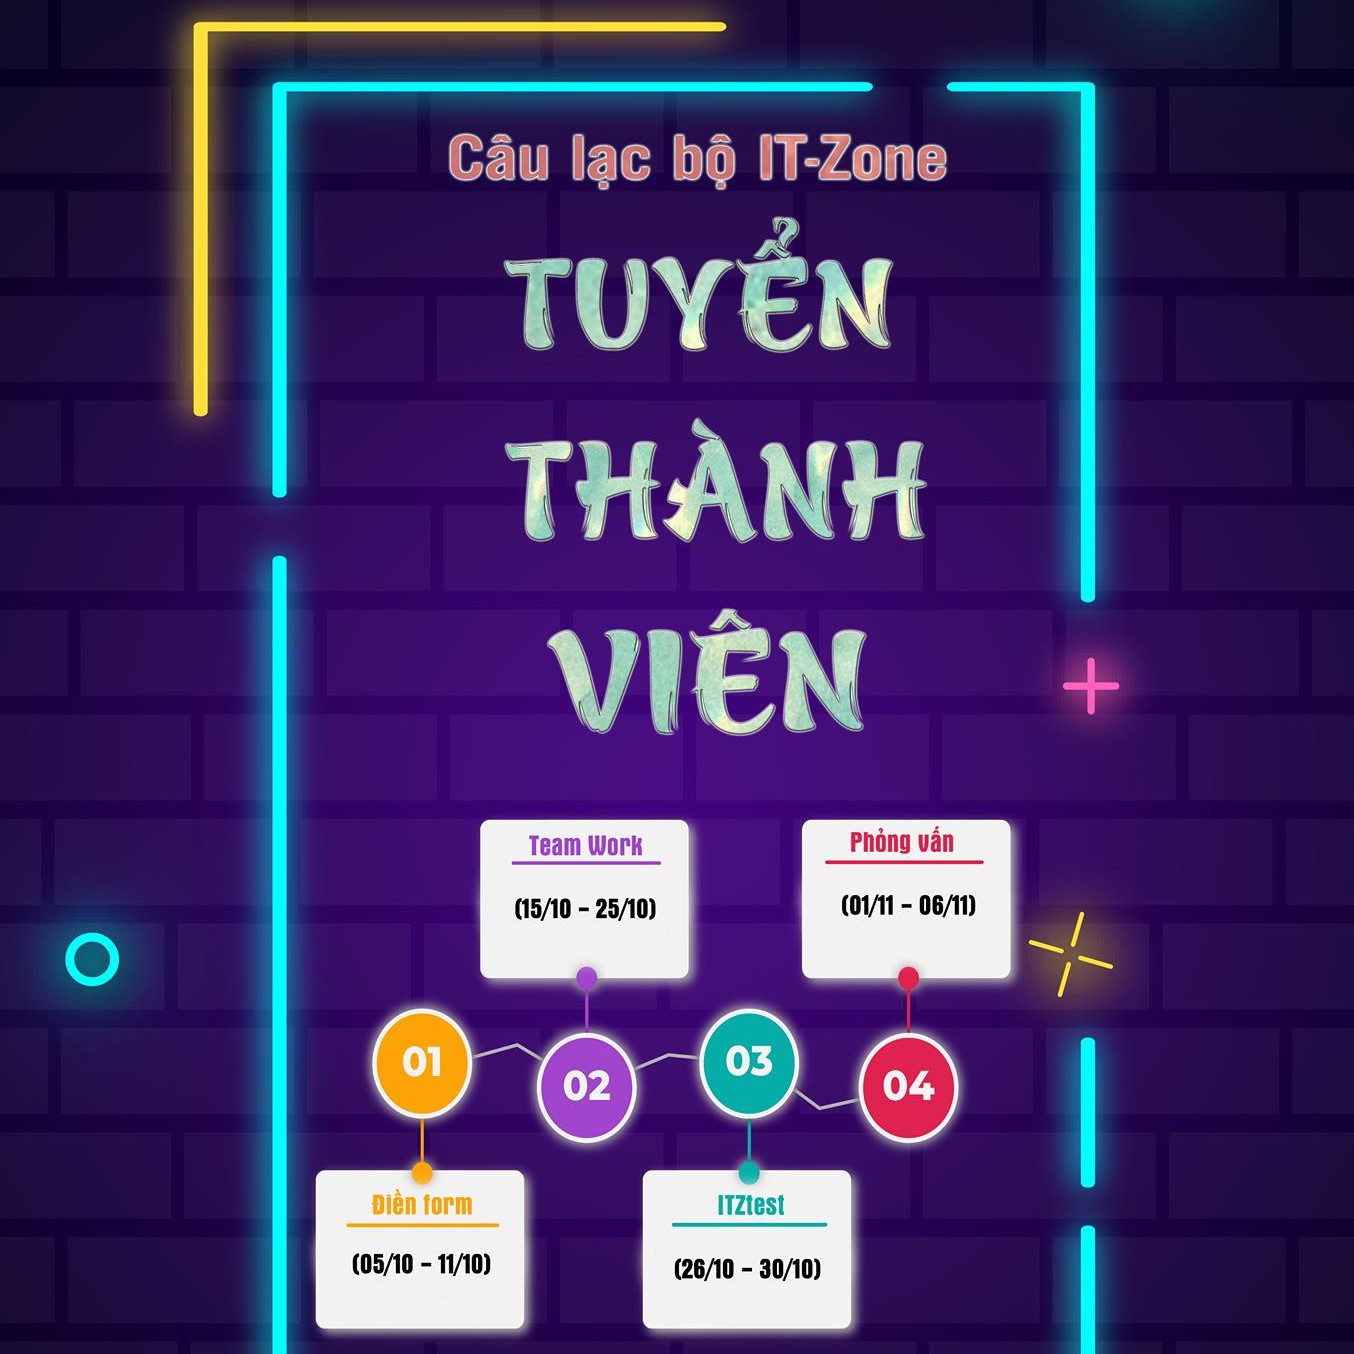 Câu lạc bộ IT-Zone
TUYỂN
THÀNH
VIÊN
Team Work
(15/10 - 25/10)
Phỏng vấn
(01/11 - 06/11)
01
02
03
04
Điền form
(05/10 - 11/10)
ITZtest
(26/10 - 30/10)